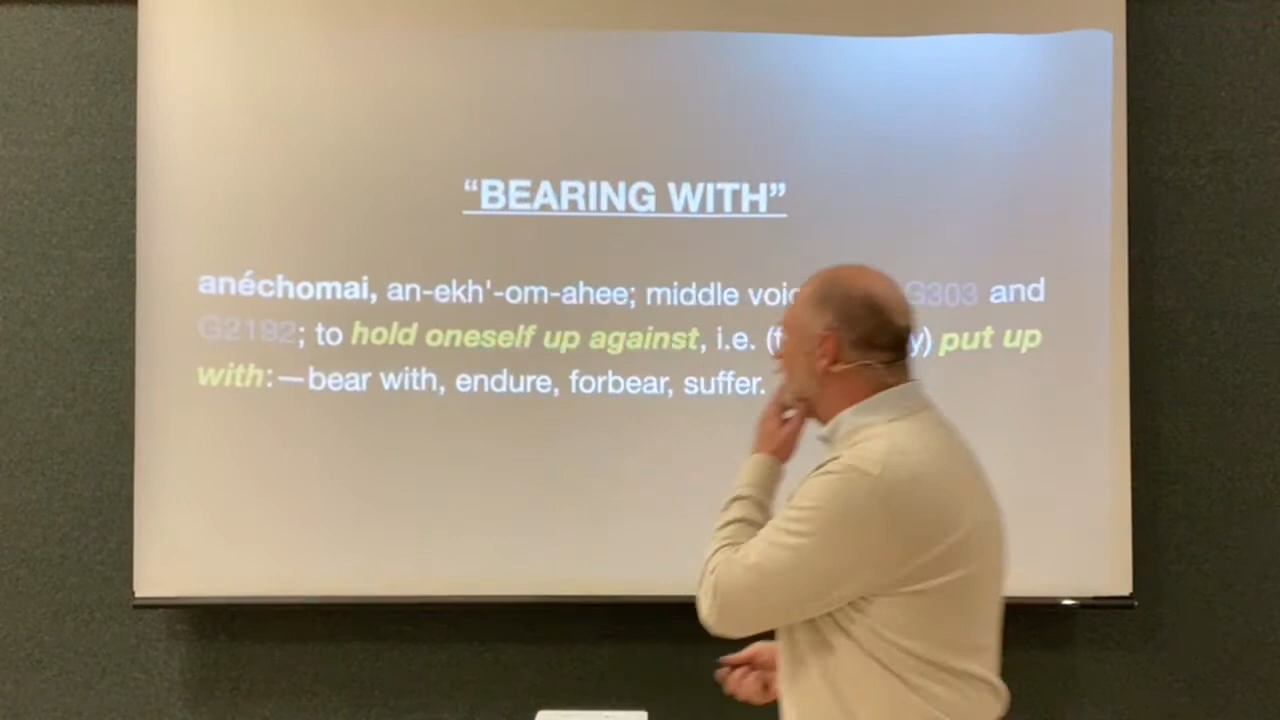 “BEARING WITH”
anéchomai, an-ekh'-om-ahee; middle G303 and
G2192; to hold oneself up against, i.e. put up
with:—bear with, endure, forbear, suffer.